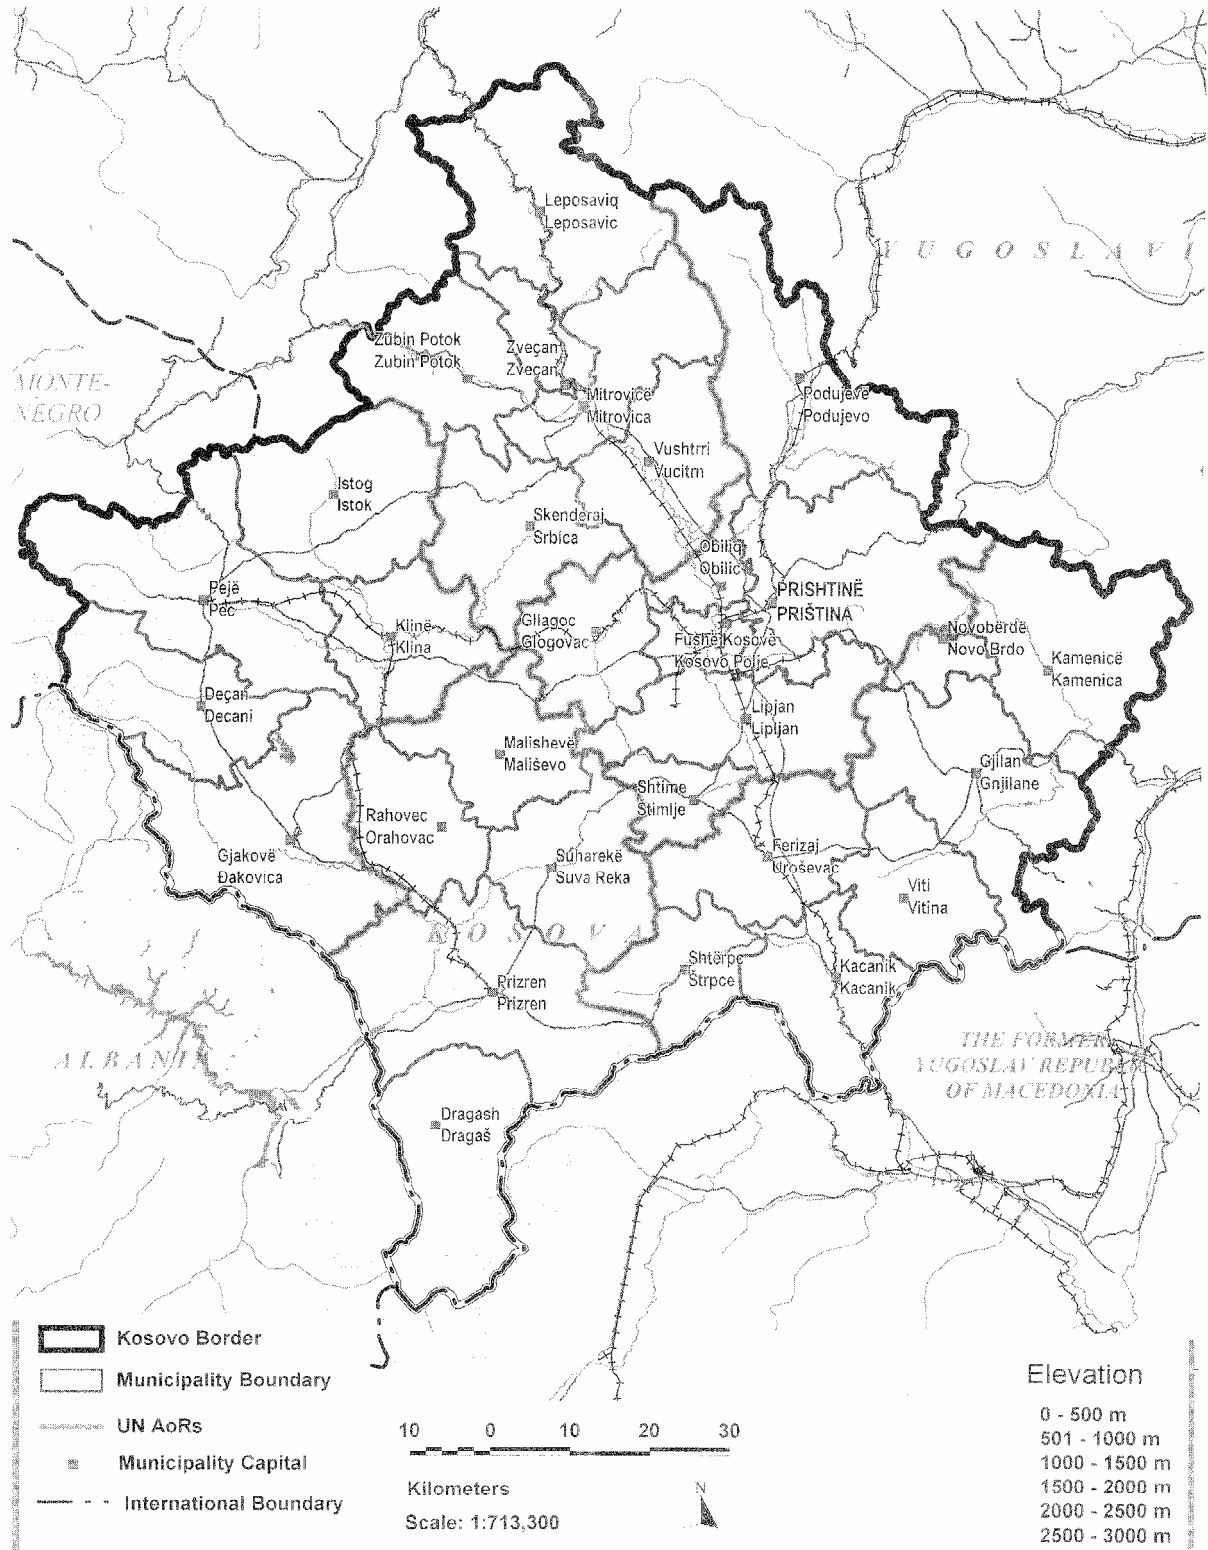 Leposaviq
Leposavic
YUGOSLAVI
Zubin Potok
Zubin Potok
Zveçan
Zveçan
MONTE-
NEGRO
Mitrovicë
Mitrovica
Podujevë
Podujevo
Vushtrri
Vucitrn
Istog
Istok
Skenderaj
Srbica
Obiliq
Obilic
Pejë
Pec
PRISHTINË
PRIŠTINA
Klinë
Klina
Gllagoc
Glogovac
Fushë Kosovë
Kosovo Polje
Novobërdë
Novo Brdo
Kamenicë
Kamenica
Deçan
Decani
Lipjan
Lipljan
Malishevë
Mališevo
Gjilan
Gnjilane
Shtime
Štimlje
Rahovec
Orahovac
Gjakovë
Đakovica
Suharekë
Suva Reka
Ferizaj
Uroševac
Viti
Vitina
KOSOVA
Shtërpc
Štrpce
Kacanik
Kacanik
Prizren
Prizren
ALBANIA
THE FORMER
YUGOSLAV REPUBLIC
OF MACEDONIA
Dragash
Dragaš
Kosovo Border
Municipality Boundary
UN AoRs
Municipality Capital
International Boundary
10 0 10 20 30
Kilometers
Scale: 1:713,300
N
Elevation
0 - 500 m
501 - 1000 m
1000 - 1500 m
1500 - 2000 m
2000 - 2500 m
2500 - 3000 m